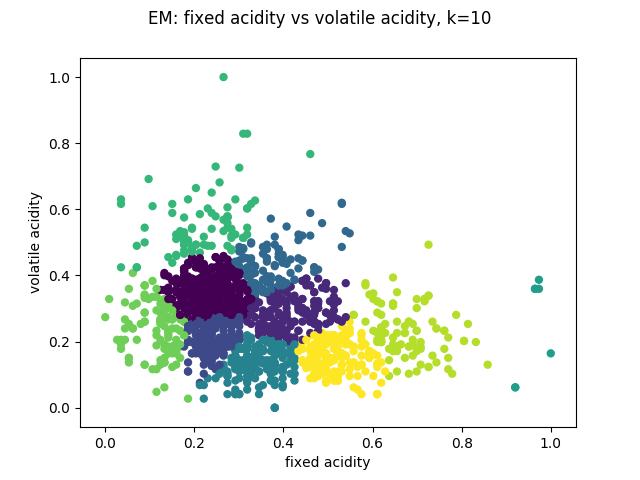 EM: fixed acidity vs volatile acidity, k=10
1.0
0.8
0.6
0.4
0.2
0.0
volatile acidity
0.0 0.2 0.4 0.6 0.8 1.0
fixed acidity